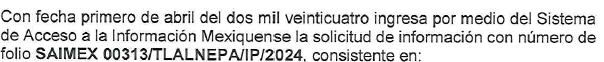 Con fecha primero de abril del dos mil veinticuatro ingresa por medio del Sistema
de Acceso a la Información Mexiquense la solicitud de información con número de
folio SAIMEX 00313/TLALNEPA/IP/2024, consistente en: